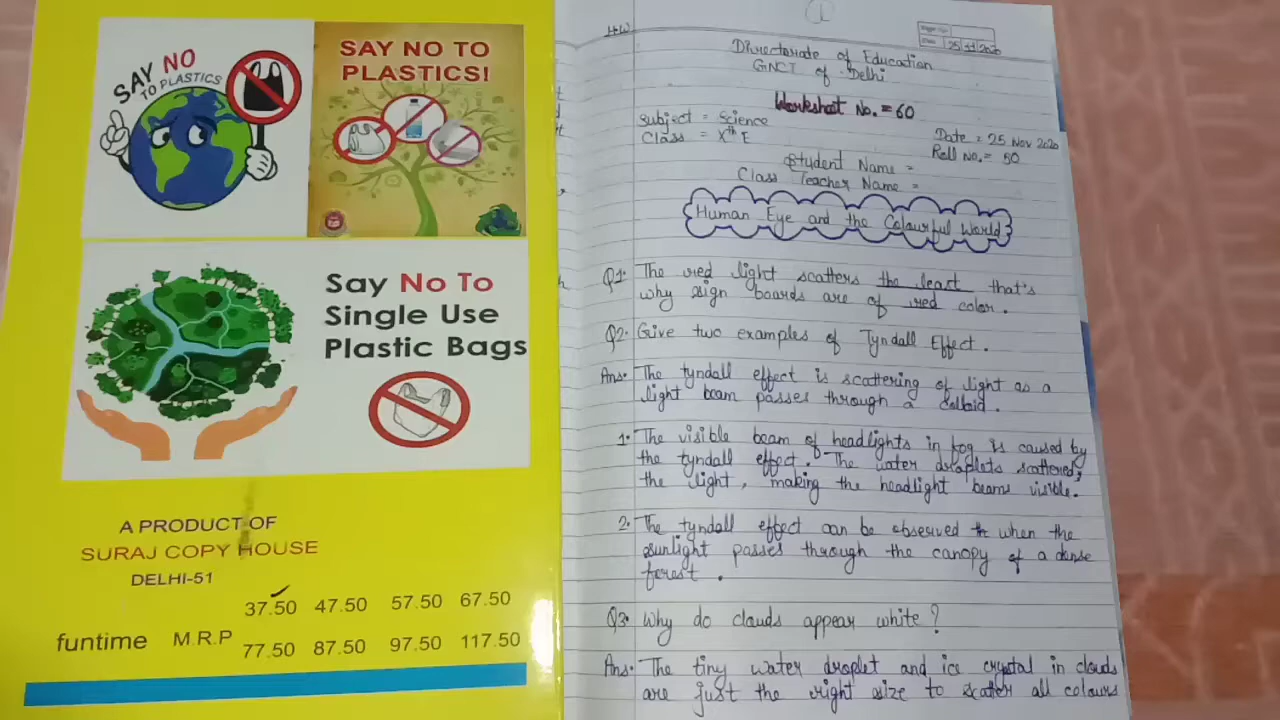 SAY NO
TO PLASTICS
SAY NO TO
PLASTICS!
Say No To
Single Use
Plastic Bags
A PRODUCT OF
SURAJ COPY HOUSE
DELHI-51
37.50 47.50 57.50 67.50
funtime M.R.P
77.50 87.50 97.50 117.50
1
H.W
Date 25 11 2020
Directorate of Education
GNCT of Delhi
Worksheet No. = 60
Subject = Science
Class = Xth E
Date = 25 Nov 2020
Roll No. = 50
Student Name =
Class Teacher Name =
Human Eye and the Colourful World
Q1. The red light scatters the least that's
why sign boards are of red color.
Q2. Give two examples of Tyndall Effect.
Ans. The tyndall effect is scattering of light as a
light beam passes through a colloid.
1. The visible beam of headlights in fog is caused by
the tyndall effect. The water droplets scattered,
the light, making the headlight beams visible.
2. The tyndall effect can be observed when the
sunlight passes through the canopy of a dense
forest.
Q3. Why do clouds appear white?
Ans. The tiny water droplet and ice crystal in clouds
are just the right size to scatter all colours